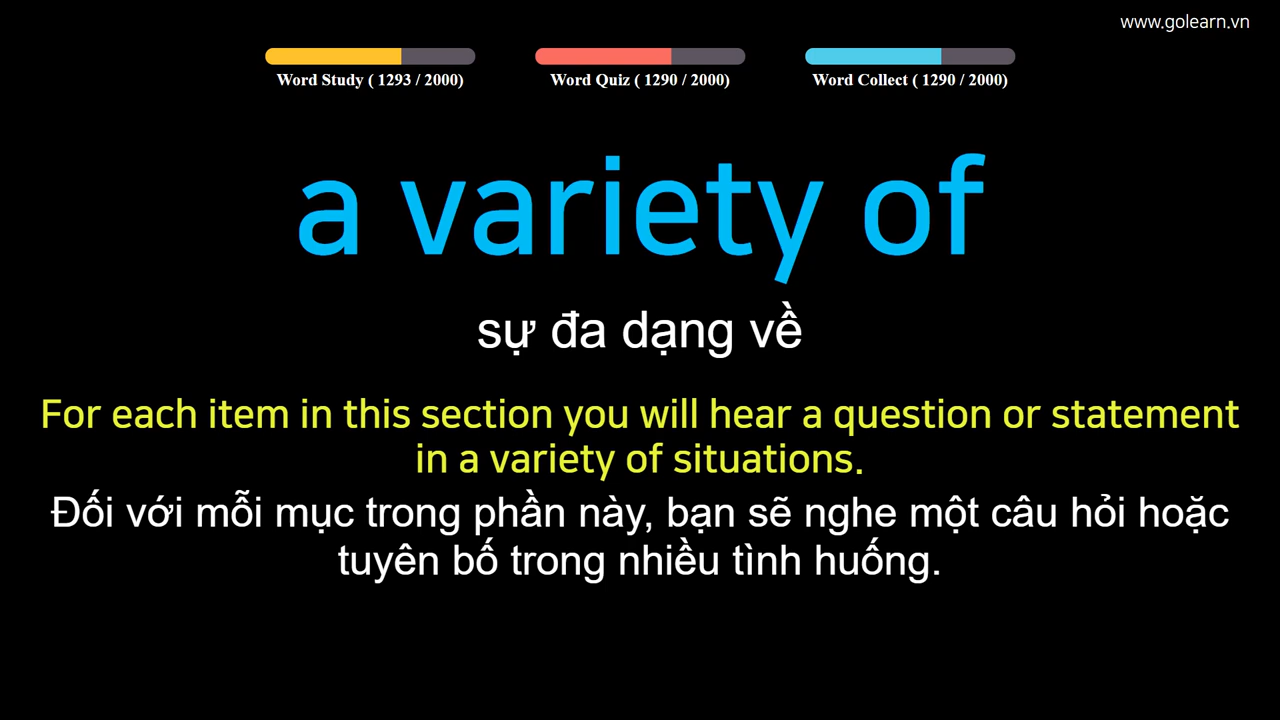 www.golearn.vn
Word Study ( 1293 / 2000)
Word Quiz ( 1290 / 2000)
Word Collect ( 1290 / 2000)
a variety of
sự đa dạng về
For each item in this section you will hear a question or statement
in a variety of situations.
Đối với mỗi mục trong phần này, bạn sẽ nghe một câu hỏi hoặc
tuyên bố trong nhiều tình huống.